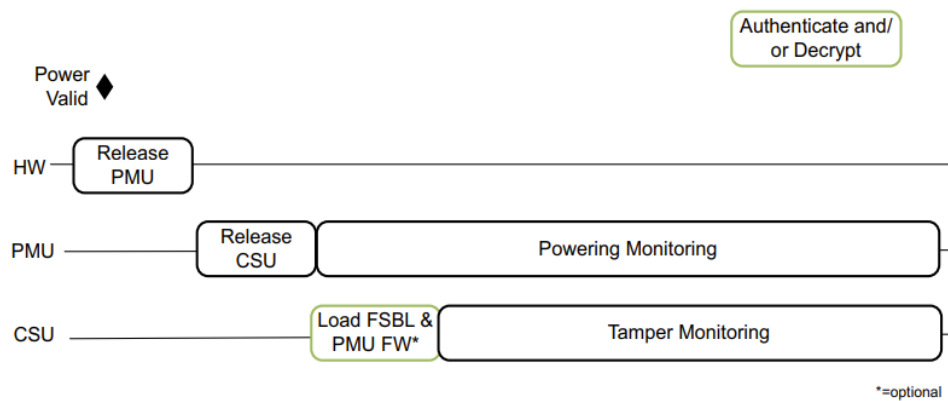 Authenticate and/
or Decrypt
Power
Valid
HW
Release
PMU
PMU
Release
CSU
Powering Monitoring
CSU
Load FSBL &
PMU FW*
Tamper Monitoring
*=optional